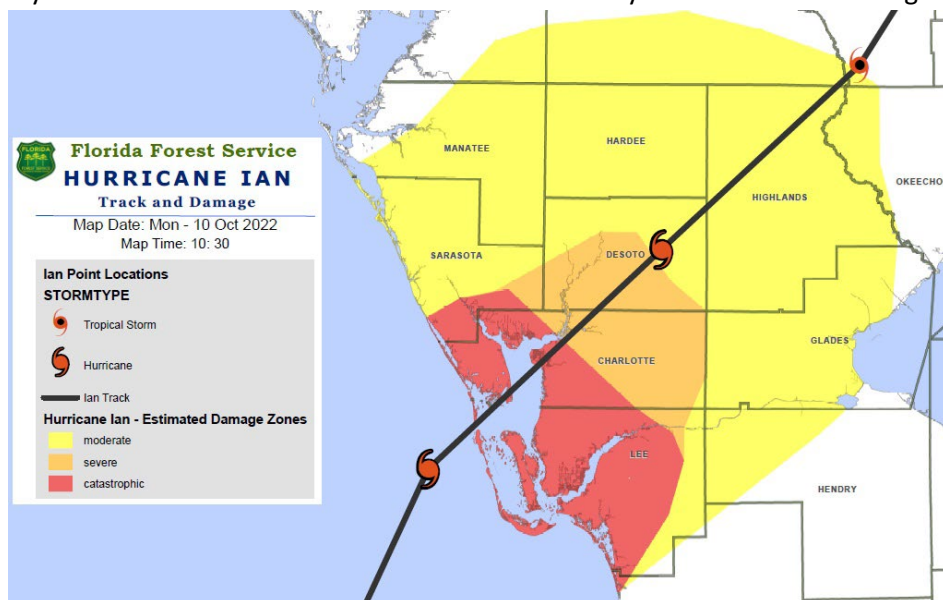 Florida Forest Service
HURRICANE IAN
Track and Damage
Map Date: Mon - 10 Oct 2022
Map Time: 10: 30
Ian Point Locations
STORMTYPE
Tropical Storm
Hurricane
Ian Track
Hurricane Ian - Estimated Damage Zones
moderate
severe
catastrophic
MANATEE
HARDEE
HIGHLANDS
OKEECHO
SARASOTA
DESOTO
GLADES
CHARLOTTE
LEE
HENDRY